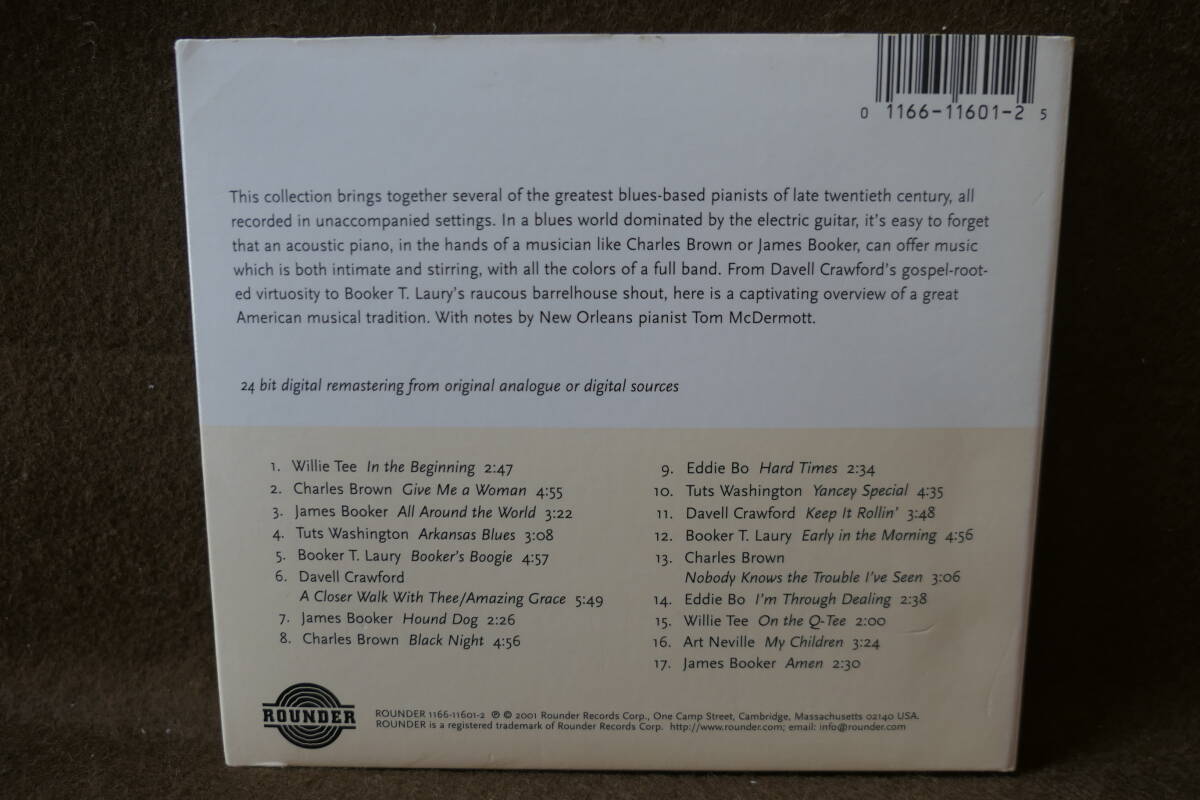 0 1166-11601-2 5
This collection brings together several of the greatest blues-based pianists of late twentieth century, all
recorded in unaccompanied settings. In a blues world dominated by the electric guitar, it's easy to forget
that an acoustic piano, in the hands of a musician like Charles Brown or James Booker, can offer music
which is both intimate and stirring, with all the colors of a full band. From Davell Crawford's gospel-root-
ed virtuosity to Booker T. Laury's raucous barrelhouse shout, here is a captivating overview of a great
American musical tradition. With notes by New Orleans pianist Tom McDermott.
24 bit digital remastering from original analogue or digital sources
1. Willie Tee In the Beginning 2:47
2. Charles Brown Give Me a Woman 4:55
3. James Booker All Around the World 3:22
4. Tuts Washington Arkansas Blues 3:08
5. Booker T. Laury Booker's Boogie 4:57
6. Davell Crawford
A Closer Walk With Thee/Amazing Grace 5:49
7. James Booker Hound Dog 2:26
8. Charles Brown Black Night 4:56
9. Eddie Bo Hard Times 2:34
10. Tuts Washington Yancey Special 4:35
11. Davell Crawford Keep It Rollin' 3:48
12. Booker T. Laury Early in the Morning 4:56
13. Charles Brown
Nobody Knows the Trouble I've Seen 3:06
14. Eddie Bo I'm Through Dealing 2:38
15. Willie Tee On the Q-Tee 2:00
16. Art Neville My Children 3:24
17. James Booker Amen 2:30
ROUNDER
ROUNDER 1166-11601-2 ℗ © 2001 Rounder Records Corp., One Camp Street, Cambridge, Massachusetts 02140 USA.
ROUNDER is a registered trademark of Rounder Records Corp. http://www.rounder.com; email: info@rounder.com